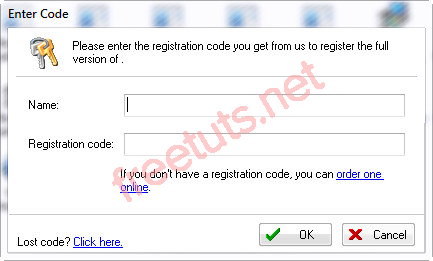 Enter Code
Please enter the registration code you get from us to register the full
version of .
Name:
Registration code:
If you don't have a registration code, you can order one
online.
Lost code? Click here.
OK
Cancel
freetuts.net